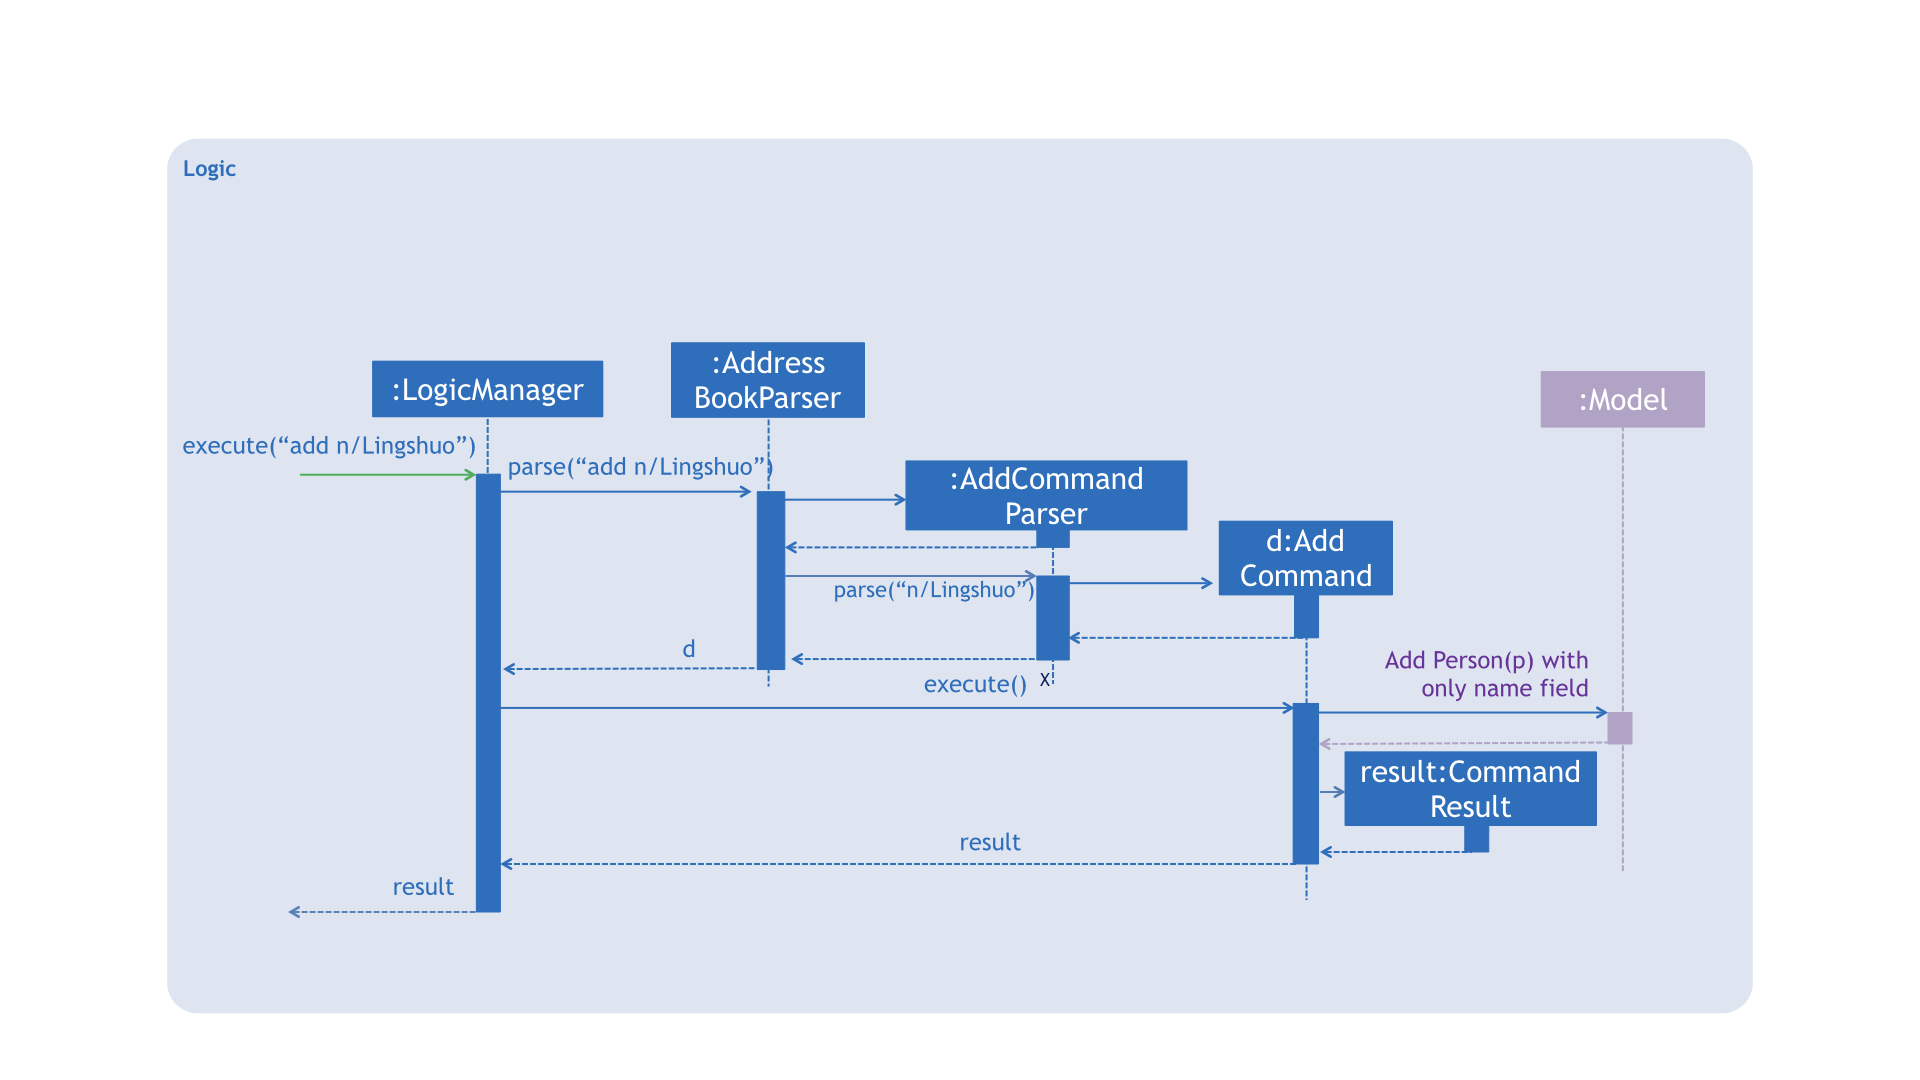 Logic
:LogicManager
:Address
BookParser
:Model
execute(“add n/Lingshuo”)
parse(“add n/Lingshuo”)
:AddCommand
Parser
d:Add
Command
parse(“n/Lingshuo”)
d
execute()
X
Add Person(p) with
only name field
result:Command
Result
result
result